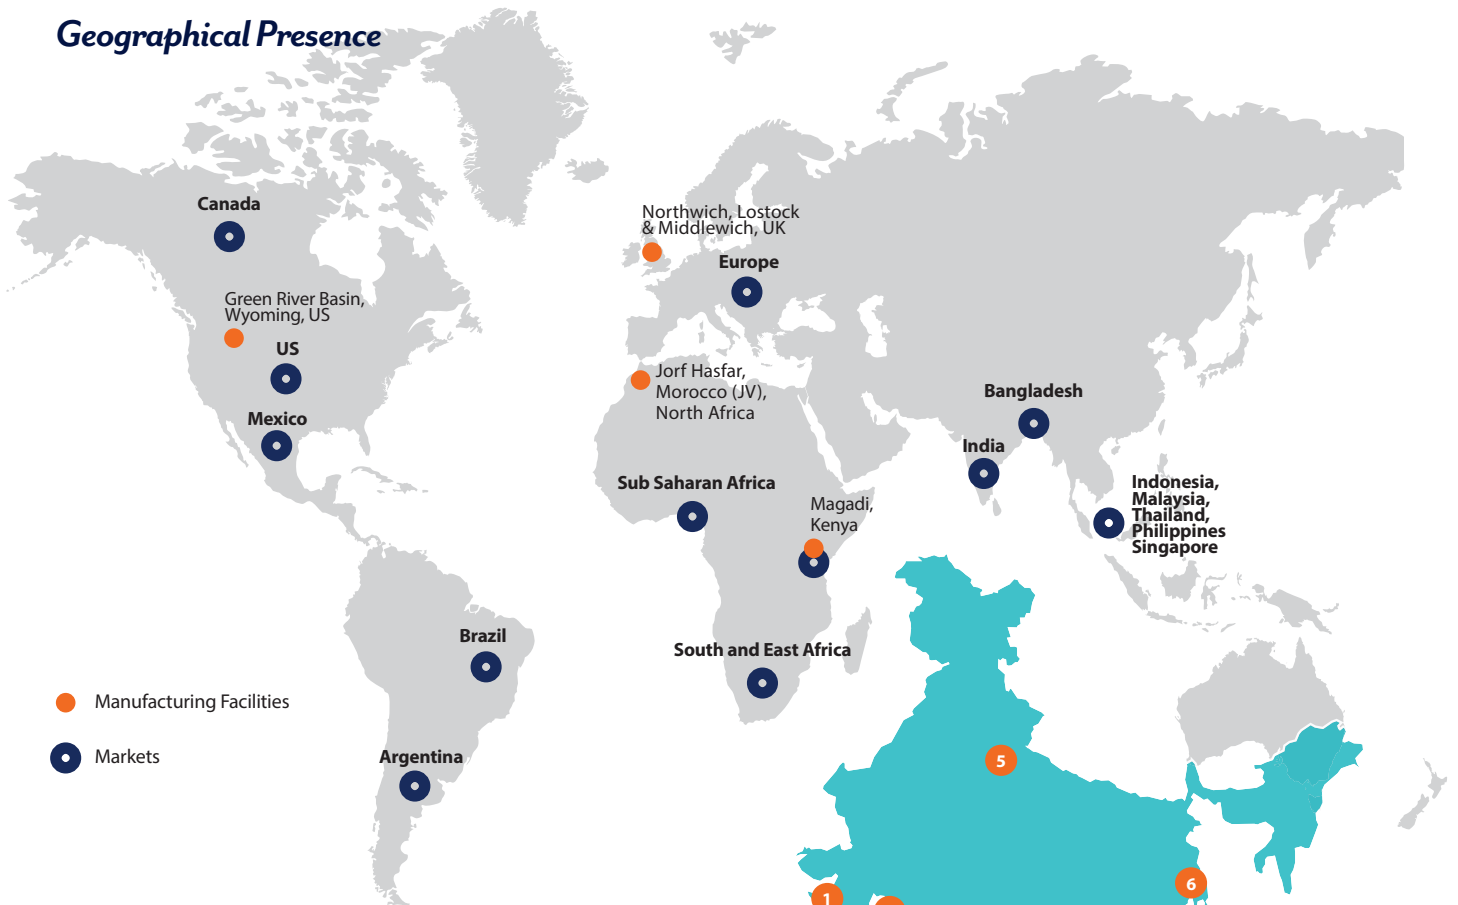 Geographical Presence
Canada
Northwich, Lostock
& Middlewich, UK
Europe
Green River Basin,
Wyoming, US
US
Jorf Hasfar,
Morocco (JV),
North Africa
Mexico
Bangladesh
India
Sub Saharan Africa
Magadi,
Kenya
Indonesia,
Malaysia,
Thailand,
Philippines
Singapore
Brazil
South and East Africa
Manufacturing Facilities
Markets
Argentina
5
6
1